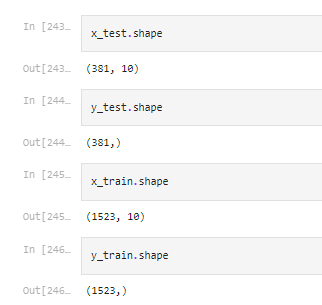 In [243…
x_test.shape
Out[243…
(381, 10)
In [244…
y_test.shape
Out[244…
(381,)
In [245…
x_train.shape
Out[245…
(1523, 10)
In [246…
y_train.shape
Out[246…
(1523,)